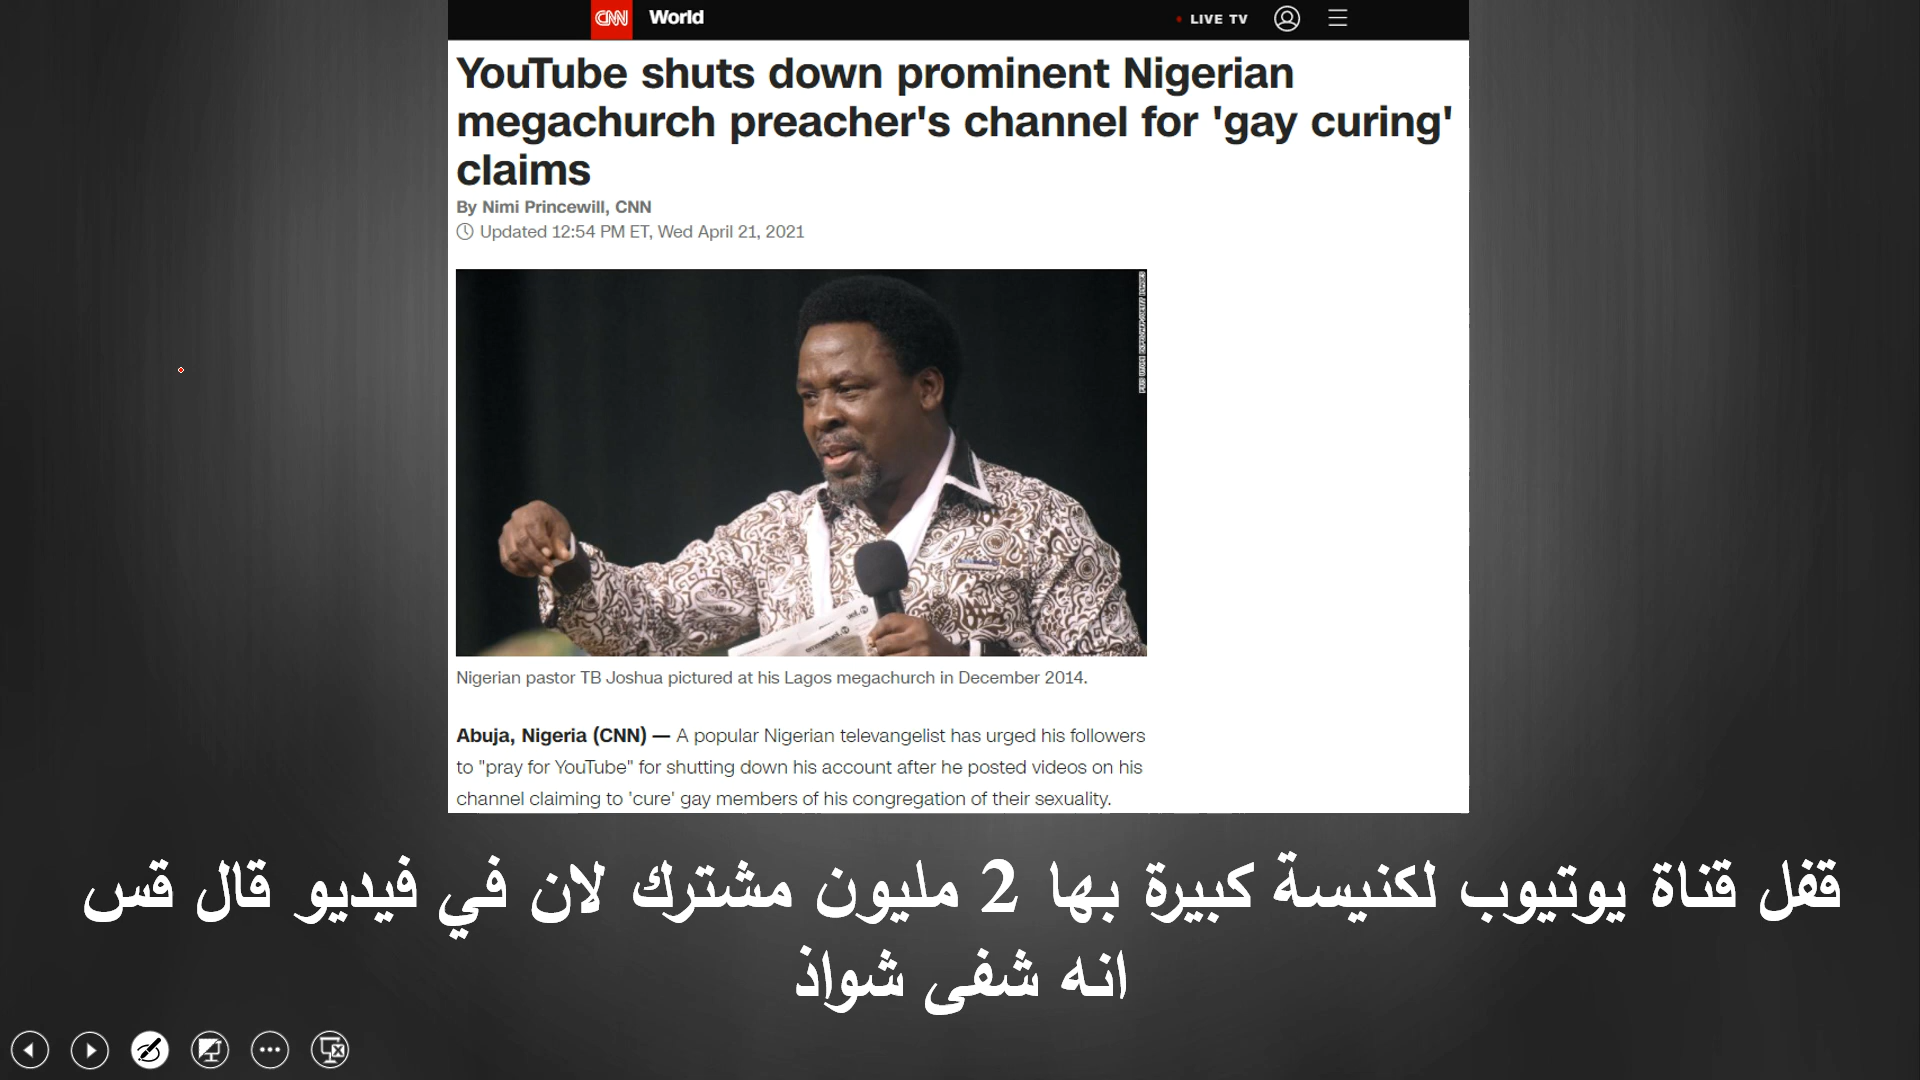 CNN World LIVE TV
YouTube shuts down prominent Nigerian
megachurch preacher's channel for 'gay curing'
claims
By Nimi Princewill, CNN
Updated 12:54 PM ET, Wed April 21, 2021
Nigerian pastor TB Joshua pictured at his Lagos megachurch in December 2014.
Abuja, Nigeria (CNN) — A popular Nigerian televangelist has urged his followers
to "pray for YouTube" for shutting down his account after he posted videos on his
channel claiming to 'cure' gay members of his congregation of their sexuality.
قفل قناة يوتيوب لكنيسة كبيرة بها 2 مليون مشترك لان في فيديو قال قس
انه شفى شواذ